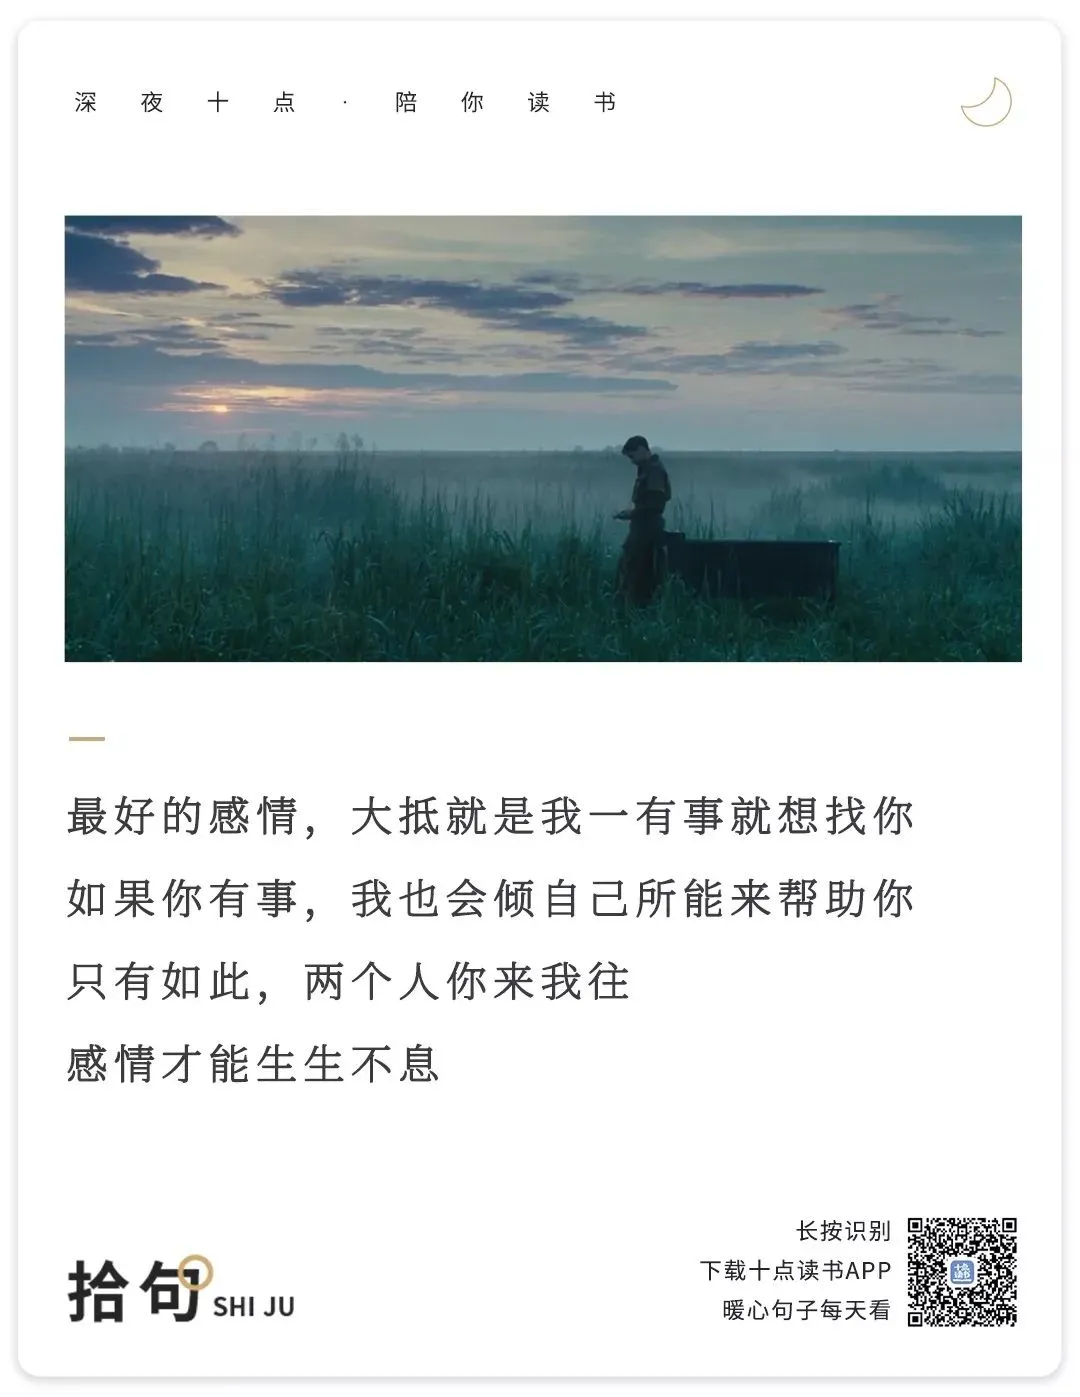 深夜十点·陪你读书
最好的感情，大抵就是我一有事就想找你
如果你有事，我也会倾自己所能来帮助你
只有如此，两个人你来我往
感情才能生生不息
拾句 SHI JU
长按识别
下载十点读书APP
暖心句子每天看
十点
读书